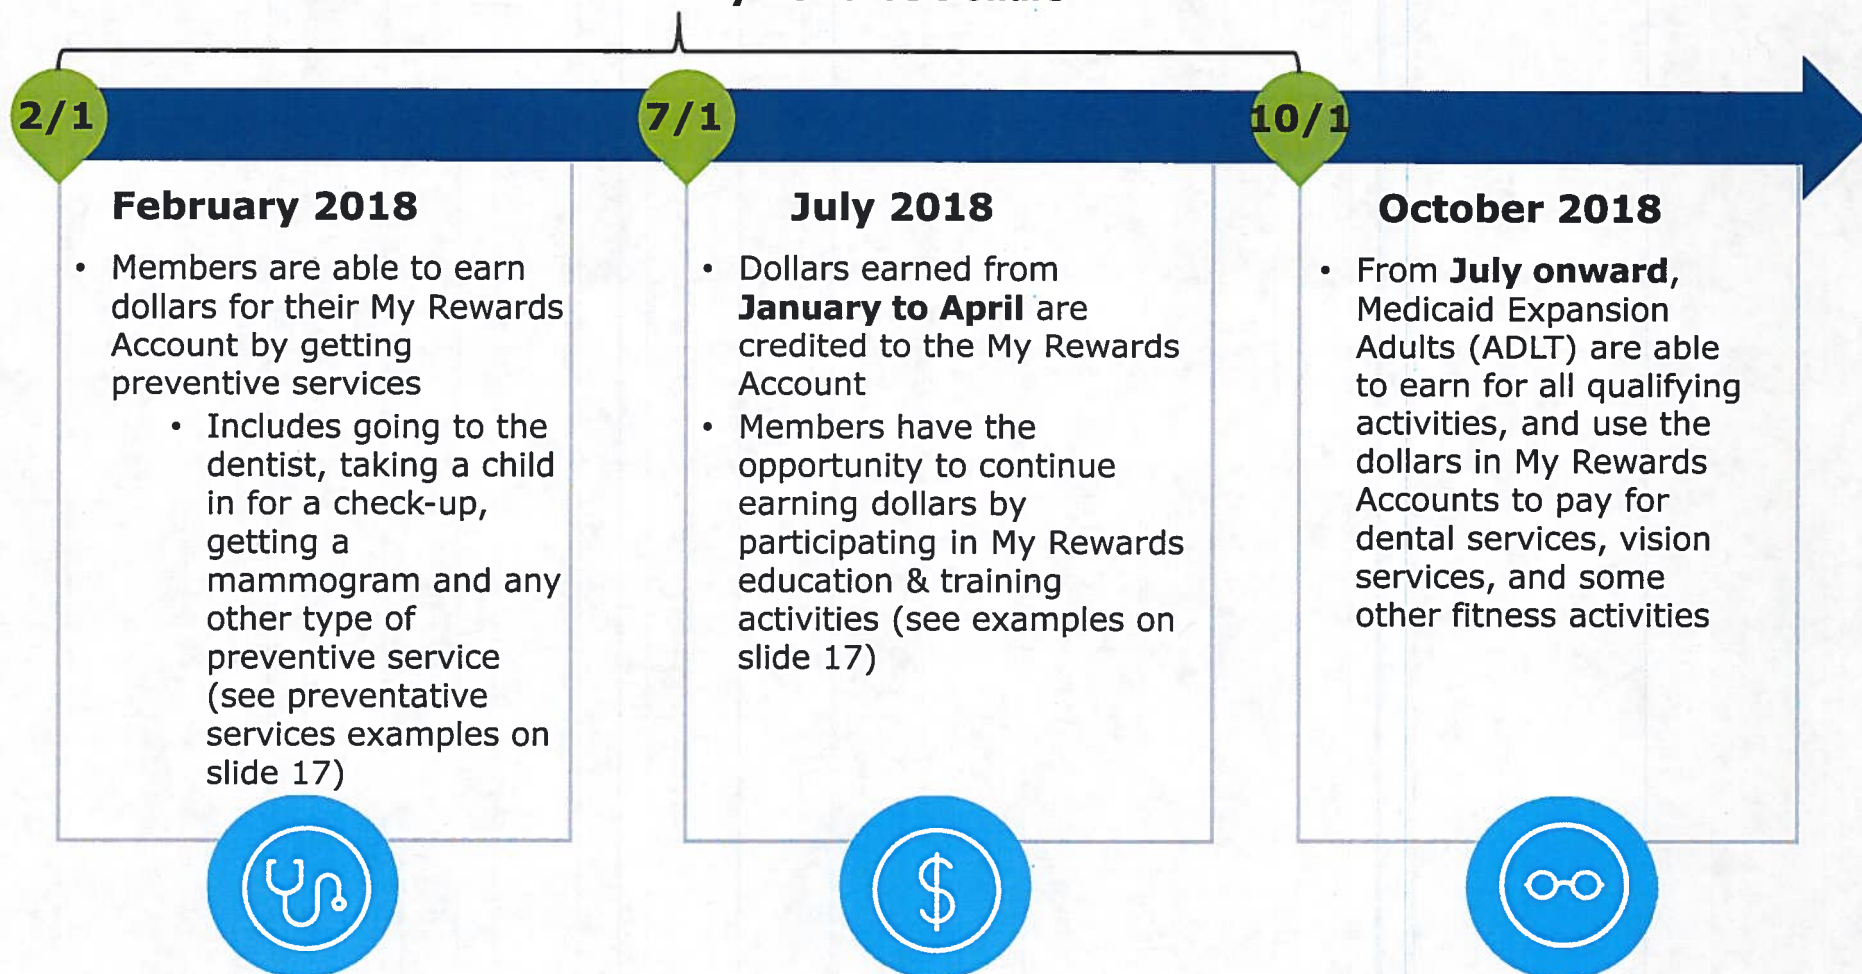 2/1
7/1
10/1
February 2018
• Members are able to earn
dollars for their My Rewards
Account by getting
preventive services
• Includes going to the
dentist, taking a child
in for a check-up,
getting a
mammogram and any
other type of
preventive service
(see preventative
services examples on
slide 17)
July 2018
• Dollars earned from
January to April are
credited to the My Rewards
Account
• Members have the
opportunity to continue
earning dollars by
participating in My Rewards
education & training
activities (see examples on
slide 17)
October 2018
• From July onward,
Medicaid Expansion
Adults (ADLT) are able
to earn for all qualifying
activities, and use the
dollars in My Rewards
Accounts to pay for
dental services, vision
services, and some
other fitness activities